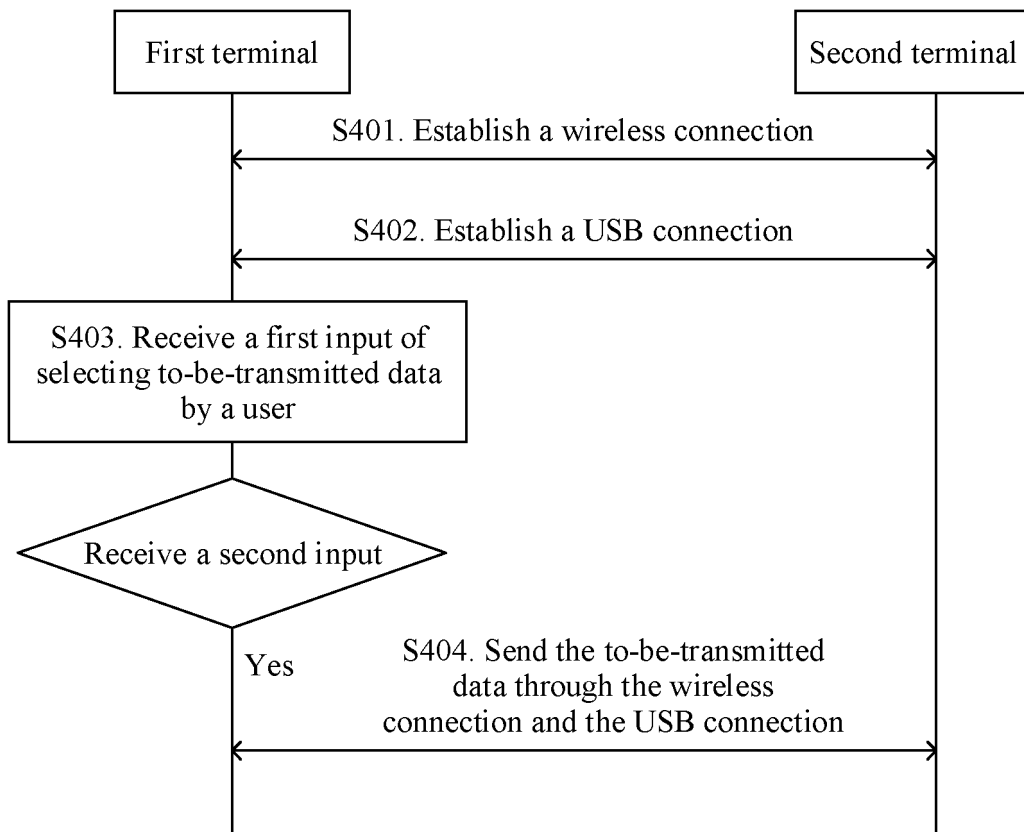 First terminal
Second terminal
S401. Establish a wireless connection
S402. Establish a USB connection
S403. Receive a first input of
selecting to-be-transmitted data
by a user
Receive a second input
Yes
S404. Send the to-be-transmitted
data through the wireless
connection and the USB connection